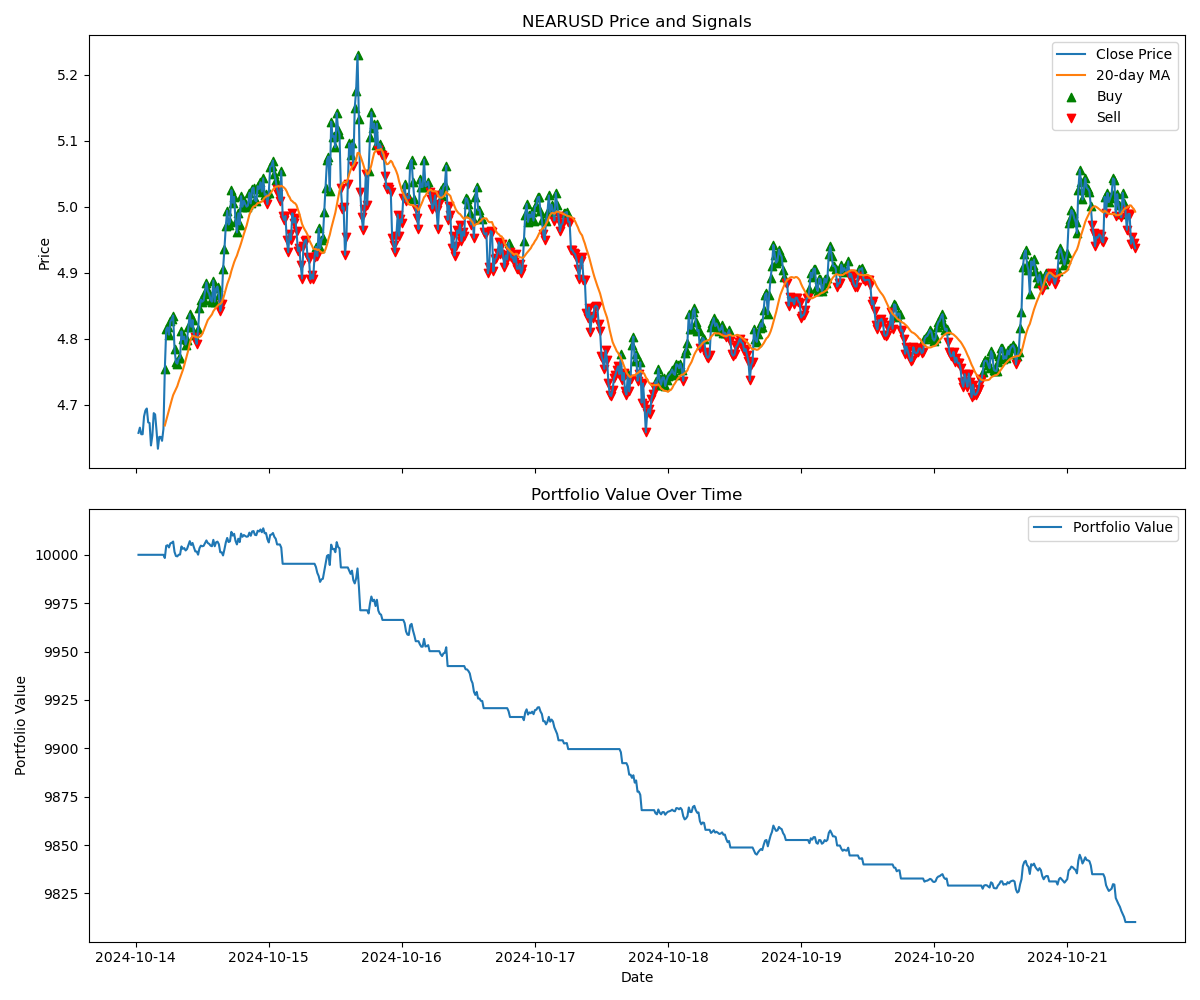 NEARUSD Price and Signals
Price
5.2
5.1
5.0
4.9
4.8
4.7
Close Price
20-day MA
Buy
Sell
Portfolio Value Over Time
Portfolio Value
10000
9975
9950
9925
9900
9875
9850
9825
Portfolio Value
2024-10-14 2024-10-15 2024-10-16 2024-10-17 2024-10-18 2024-10-19 2024-10-20 2024-10-21
Date